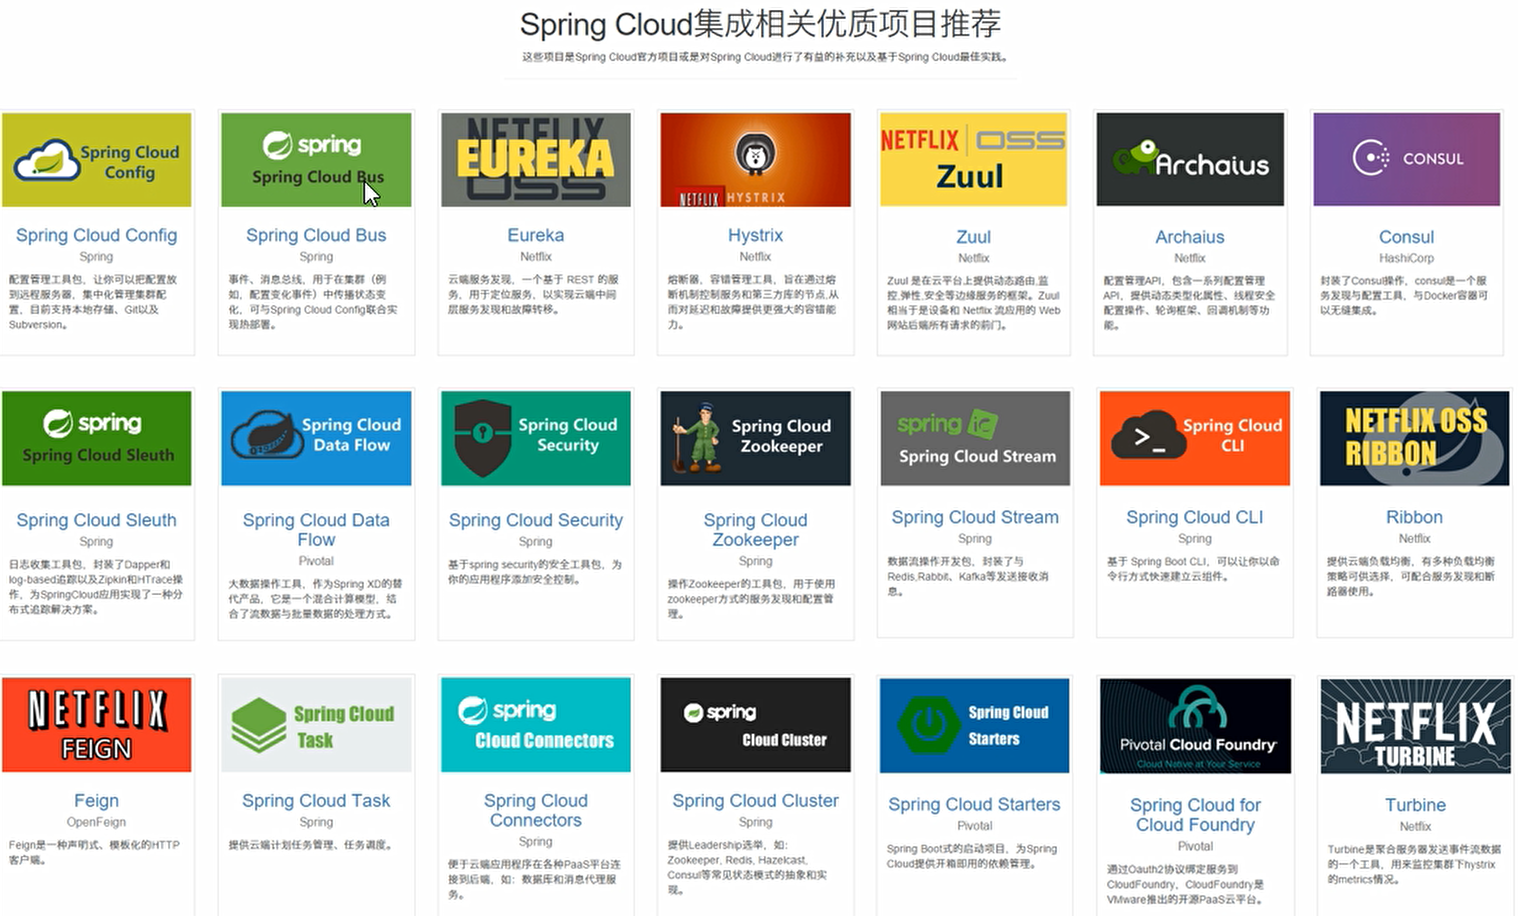 Spring Cloud集成相关优质项目推荐
这些项目是Spring Cloud官方项目或是对Spring Cloud进行了有益的补充以及基于Spring Cloud最佳实践。
Spring Cloud
Config
Spring Cloud Config
Spring
配置管理工具包，让你可以把配置放
到远程服务器，集中化管理集群配
置，目前支持本地存储、Git以及
Subversion。
spring
Spring Cloud Bus
Spring Cloud Bus
Spring
事件、消息总线，用于在集群（例
如，配置变化事件）中传播状态变
化，可与Spring Cloud Config联合实
现热部署。
NETFLIX
EUREKA
OSS
Eureka
Netflix
云端服务发现，一个基于 REST 的服
务，用于定位服务，以实现云端中间
层服务发现和故障转移。
NETFLIX HYSTRIX
Hystrix
Netflix
熔断器，容错管理工具，旨在通过熔
断机制控制服务和第三方库的节点,从
而对延迟和故障提供更强大的容错能
力。
NETFLIX OSS
Zuul
Zuul
Netflix
Zuul 是在云平台上提供动态路由,监
控,弹性,安全等边缘服务的框架。Zuul
相当于是设备和 Netflix 流应用的 Web
网站后端所有请求的前门。
Archaius
Archaius
Netflix
配置管理API，包含一系列配置管理
API，提供动态类型化属性、线程安全
配置操作、轮询框架、回调机制等功
能。
CONSUL
Consul
HashiCorp
封装了Consul操作，consul是一个服
务发现与配置工具，与Docker容器可
以无缝集成。
spring
Spring Cloud Sleuth
Spring Cloud Sleuth
Spring
日志收集工具包，封装了Dapper和
log-based追踪以及Zipkin和HTrace操
作，为SpringCloud应用实现了一种分
布式追踪解决方案。
Spring Cloud
Data Flow
Spring Cloud Data
Flow
Pivotal
大数据操作工具，作为Spring XD的替
代产品，它是一个混合计算模型，结
合了流数据与批量数据的处理方式。
Spring Cloud
Security
Spring Cloud Security
Spring
基于spring security的安全工具包，为
你的应用程序添加安全控制。
Spring Cloud
Zookeeper
Spring Cloud
Zookeeper
Spring
操作Zookeeper的工具包，用于使用
zookeeper方式的服务发现和配置管
理。
spring
Spring Cloud Stream
Spring Cloud Stream
Spring
数据流操作开发包，封装了与
Redis,Rabbit、Kafka等发送接收消
息。
Spring Cloud
CLI
Spring Cloud CLI
Spring
基于 Spring Boot CLI，可以让你以命
令行方式快速建立云组件。
NETFLIX OSS
RIBBON
Ribbon
Netflix
提供云端负载均衡，有多种负载均衡
策略可供选择，可配合服务发现和断
路器使用。
NETFLIX
FEIGN
Feign
OpenFeign
Feign是一种声明式、模板化的HTTP
客户端。
Spring Cloud
Task
Spring Cloud Task
Spring
提供云端计划任务管理、任务调度。
spring
Cloud Connectors
Spring Cloud
Connectors
Spring
便于云端应用程序在各种PaaS平台连
接到后端，如：数据库和消息代理服
务。
spring
Cloud Cluster
Spring Cloud Cluster
Spring
提供Leadership选举，如：
Zookeeper, Redis, Hazelcast,
Consul等常见状态模式的抽象和实
现。
Spring Cloud
Starters
Spring Cloud Starters
Pivotal
Spring Boot式的启动项目，为Spring
Cloud提供开箱即用的依赖管理。
Pivotal Cloud Foundry
Cloud Native at Your Service
Spring Cloud for
Cloud Foundry
Pivotal
通过Oauth2协议绑定服务到
CloudFoundry，CloudFoundry是
VMware推出的开源PaaS云平台。
NETFLIX
TURBINE
Turbine
Netflix
Turbine是聚合服务器发送事件流数据
的一个工具，用来监控集群下hystrix
的metrics情况。